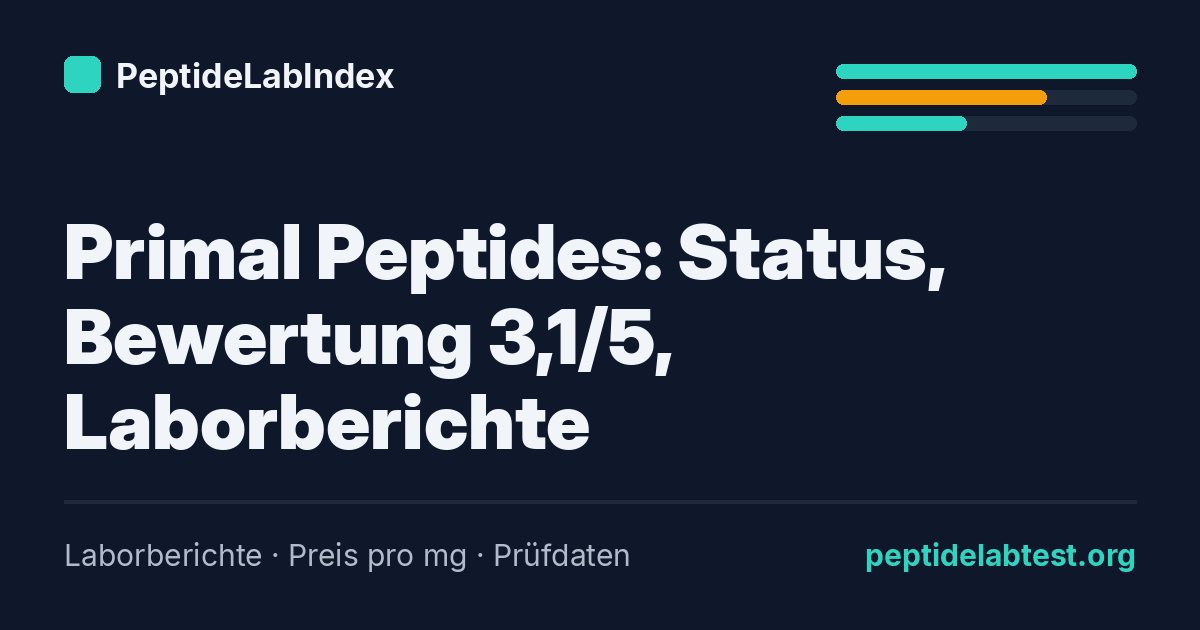 PeptideLabIndex
Primal Peptides: Status,
Bewertung 3,1/5,
Laborberichte
Laborberichte · Preis pro mg · Prüfdaten
peptidelabtest.org